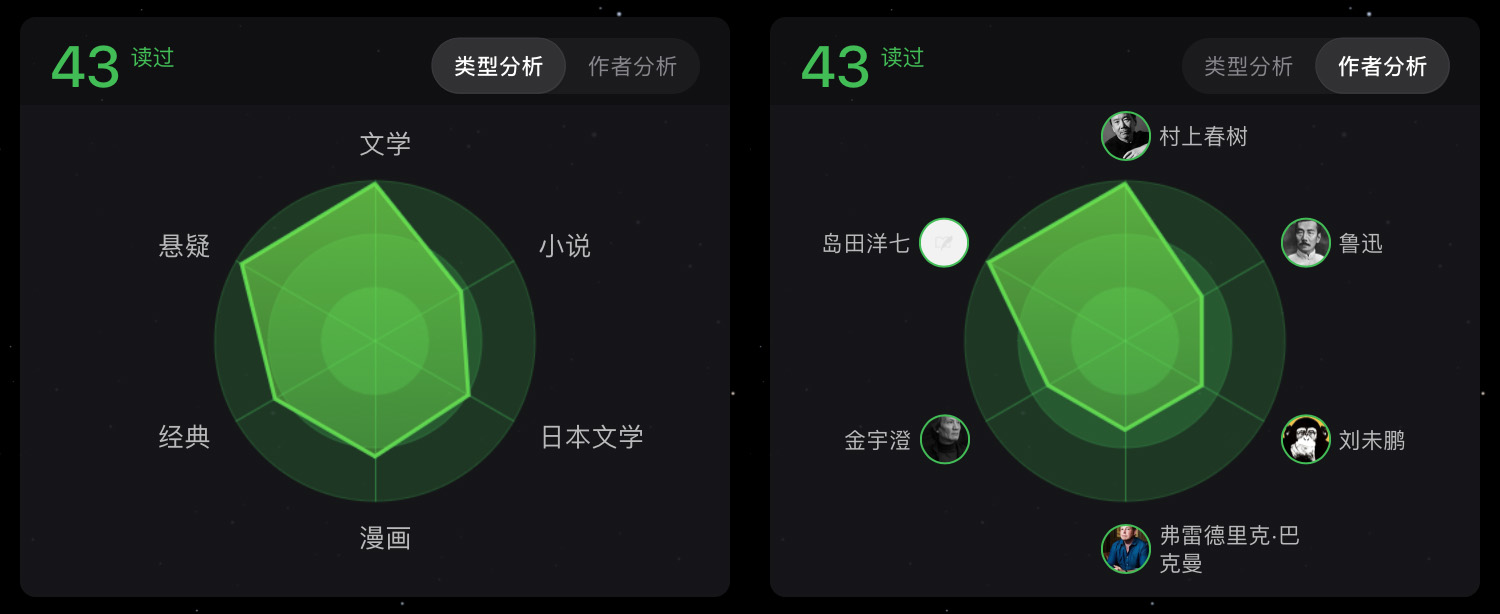 43 读过
类型分析 作者分析
文学
悬疑 小说
经典 日本文学
漫画
43 读过
类型分析 作者分析
村上春树
岛田洋七 鲁迅
金宇澄 刘未鹏
弗雷德里克·巴
克曼